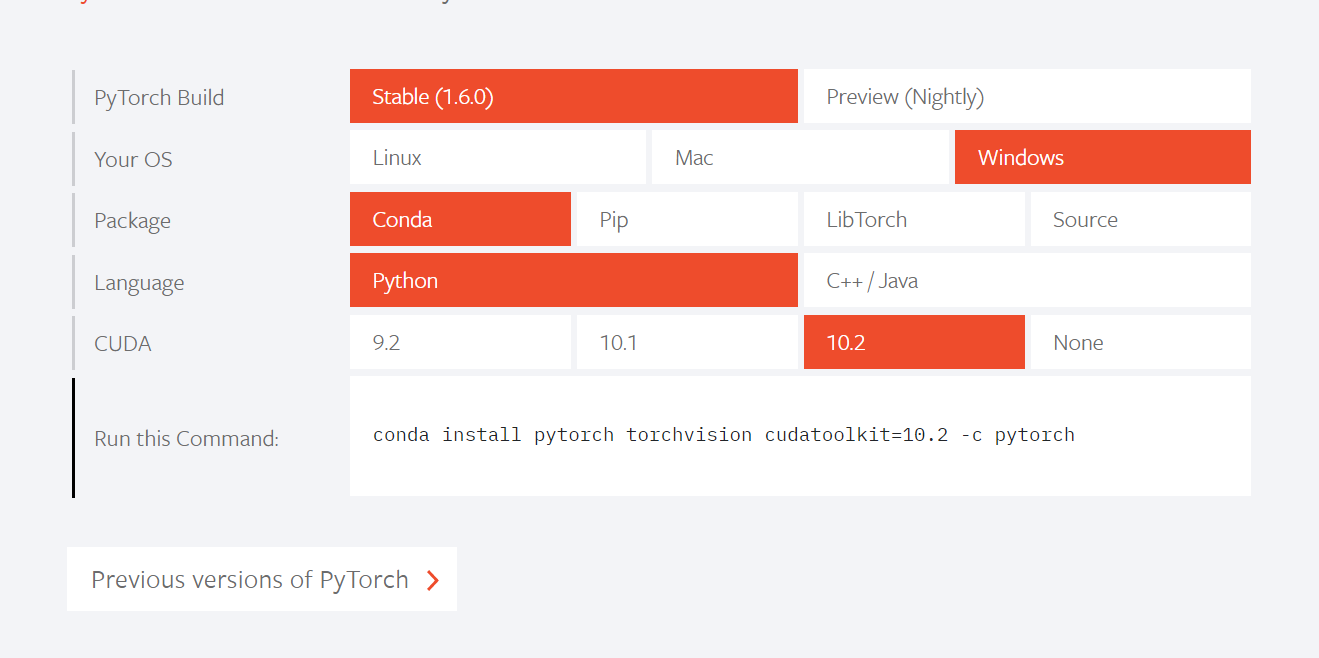 PyTorch Build Stable (1.6.0) Preview (Nightly)
Your OS Linux Mac Windows
Package Conda Pip LibTorch Source
Language Python C++ / Java
CUDA 9.2 10.1 10.2 None
Run this Command: conda install pytorch torchvision cudatoolkit=10.2 -c pytorch
Previous versions of PyTorch